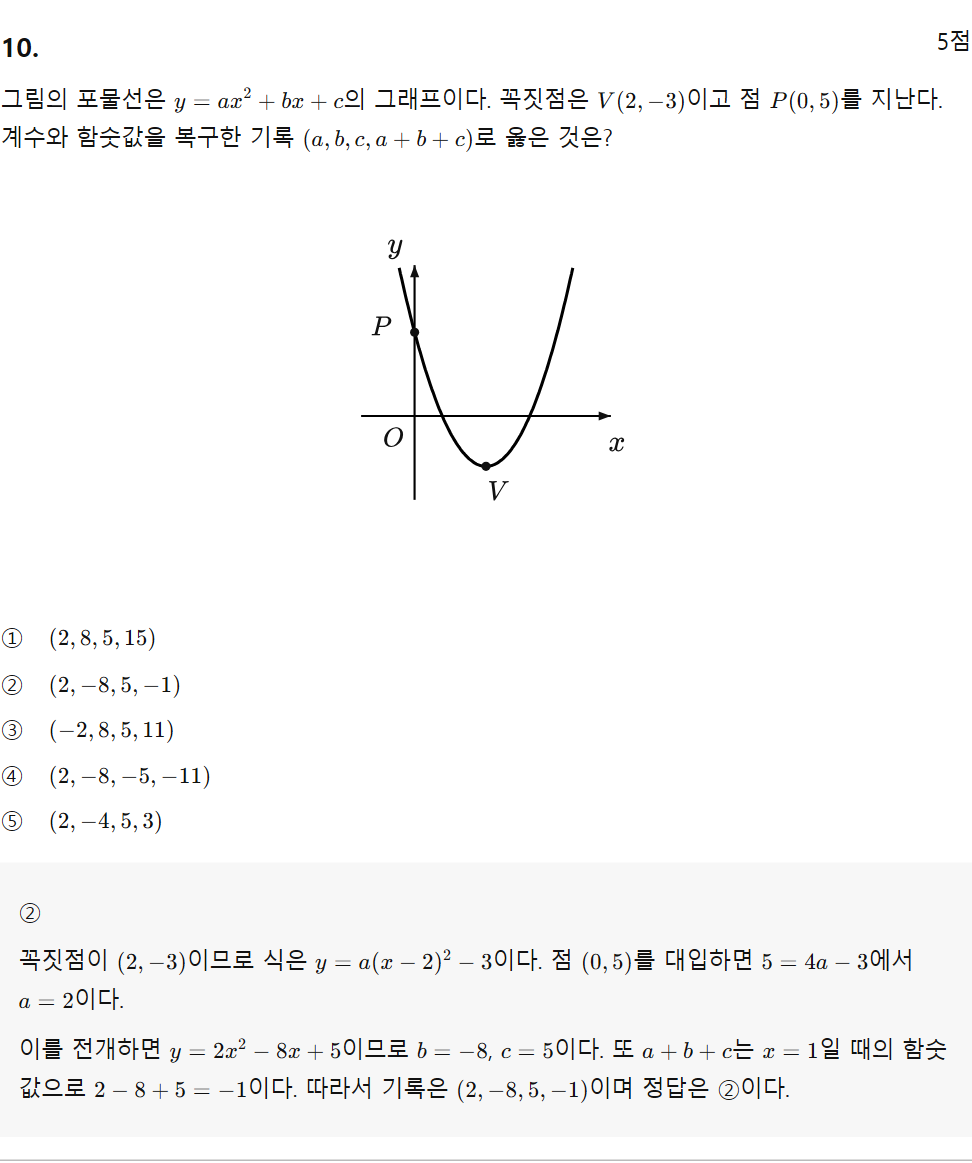 10.
5점
그림의 포물선은 y = ax² + bx + c의 그래프이다. 꼭짓점은 V(2, −3)이고 점 P(0, 5)를 지난다.
계수와 함숫값을 복구한 기록 (a, b, c, a + b + c)로 옳은 것은?
y
P
O
x
V
① (2, 8, 5, 15)
② (2, −8, 5, −1)
③ (−2, 8, 5, 11)
④ (2, −8, −5, −11)
⑤ (2, −4, 5, 3)
②
꼭짓점이 (2, −3)이므로 식은 y = a(x − 2)² − 3이다. 점 (0, 5)를 대입하면 5 = 4a − 3에서
a = 2이다.
이를 전개하면 y = 2x² − 8x + 5이므로 b = −8, c = 5이다. 또 a + b + c는 x = 1일 때의 함숫
값으로 2 − 8 + 5 = −1이다. 따라서 기록은 (2, −8, 5, −1)이며 정답은 ②이다.